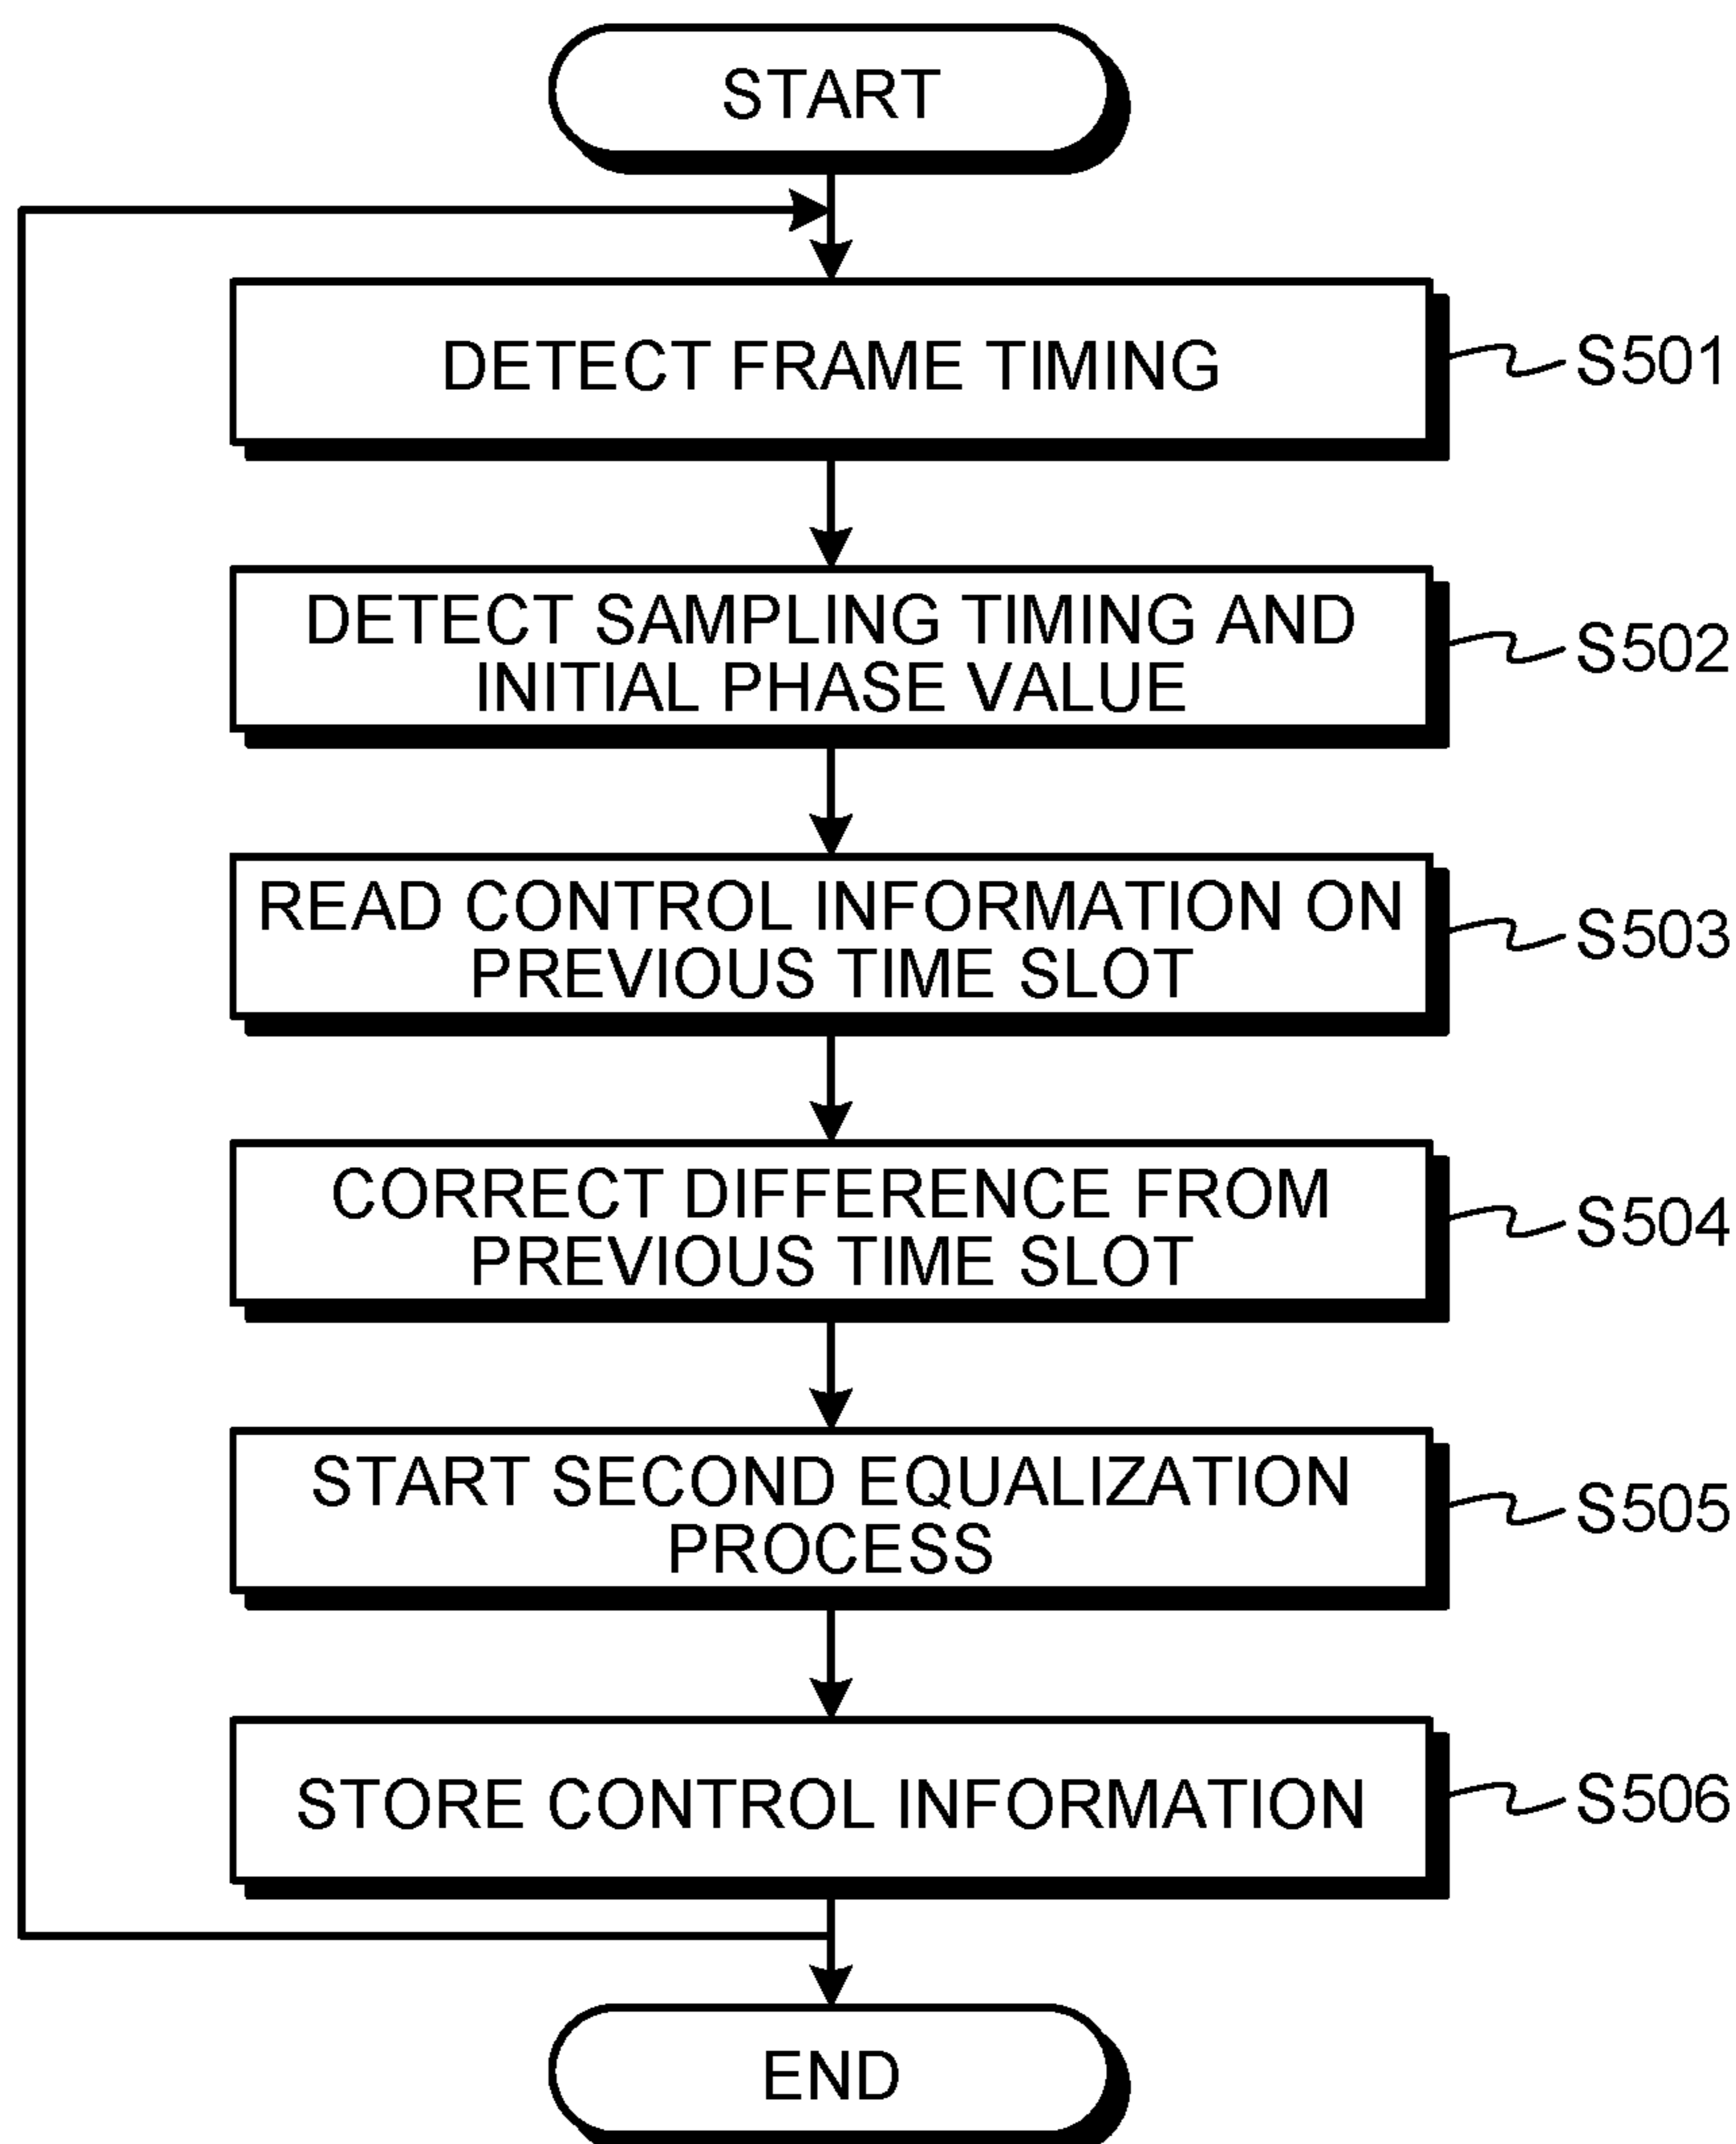 START
DETECT FRAME TIMING
S501
DETECT SAMPLING TIMING AND
INITIAL PHASE VALUE
S502
READ CONTROL INFORMATION ON
PREVIOUS TIME SLOT
S503
CORRECT DIFFERENCE FROM
PREVIOUS TIME SLOT
S504
START SECOND EQUALIZATION
PROCESS
S505
STORE CONTROL INFORMATION
S506
END